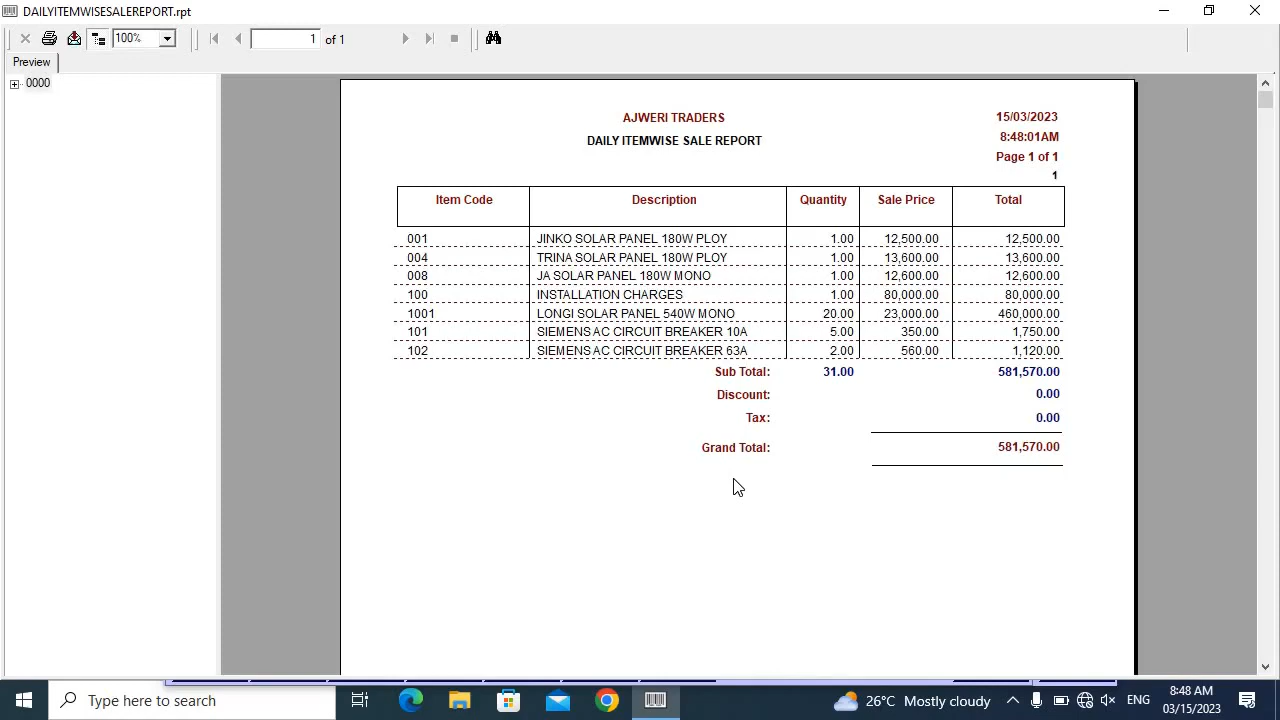 DAILYITEMWISESALEREPORT.rpt
100% 1 of 1
Preview
0000
AJWERI TRADERS 15/03/2023
DAILY ITEMWISE SALE REPORT 8:48:01AM
Page 1 of 1
1
Item Code Description Quantity Sale Price Total
001 JINKO SOLAR PANEL 180W PLOY 1.00 12,500.00 12,500.00
004 TRINA SOLAR PANEL 180W PLOY 1.00 13,600.00 13,600.00
008 JA SOLAR PANEL 180W MONO 1.00 12,600.00 12,600.00
100 INSTALLATION CHARGES 1.00 80,000.00 80,000.00
1001 LONGI SOLAR PANEL 540W MONO 20.00 23,000.00 460,000.00
101 SIEMENS AC CIRCUIT BREAKER 10A 5.00 350.00 1,750.00
102 SIEMENS AC CIRCUIT BREAKER 63A 2.00 560.00 1,120.00
Sub Total: 31.00 581,570.00
Discount: 0.00
Tax: 0.00
Grand Total: 581,570.00
Type here to search 26°C Mostly cloudy ENG 8:48 AM
03/15/2023